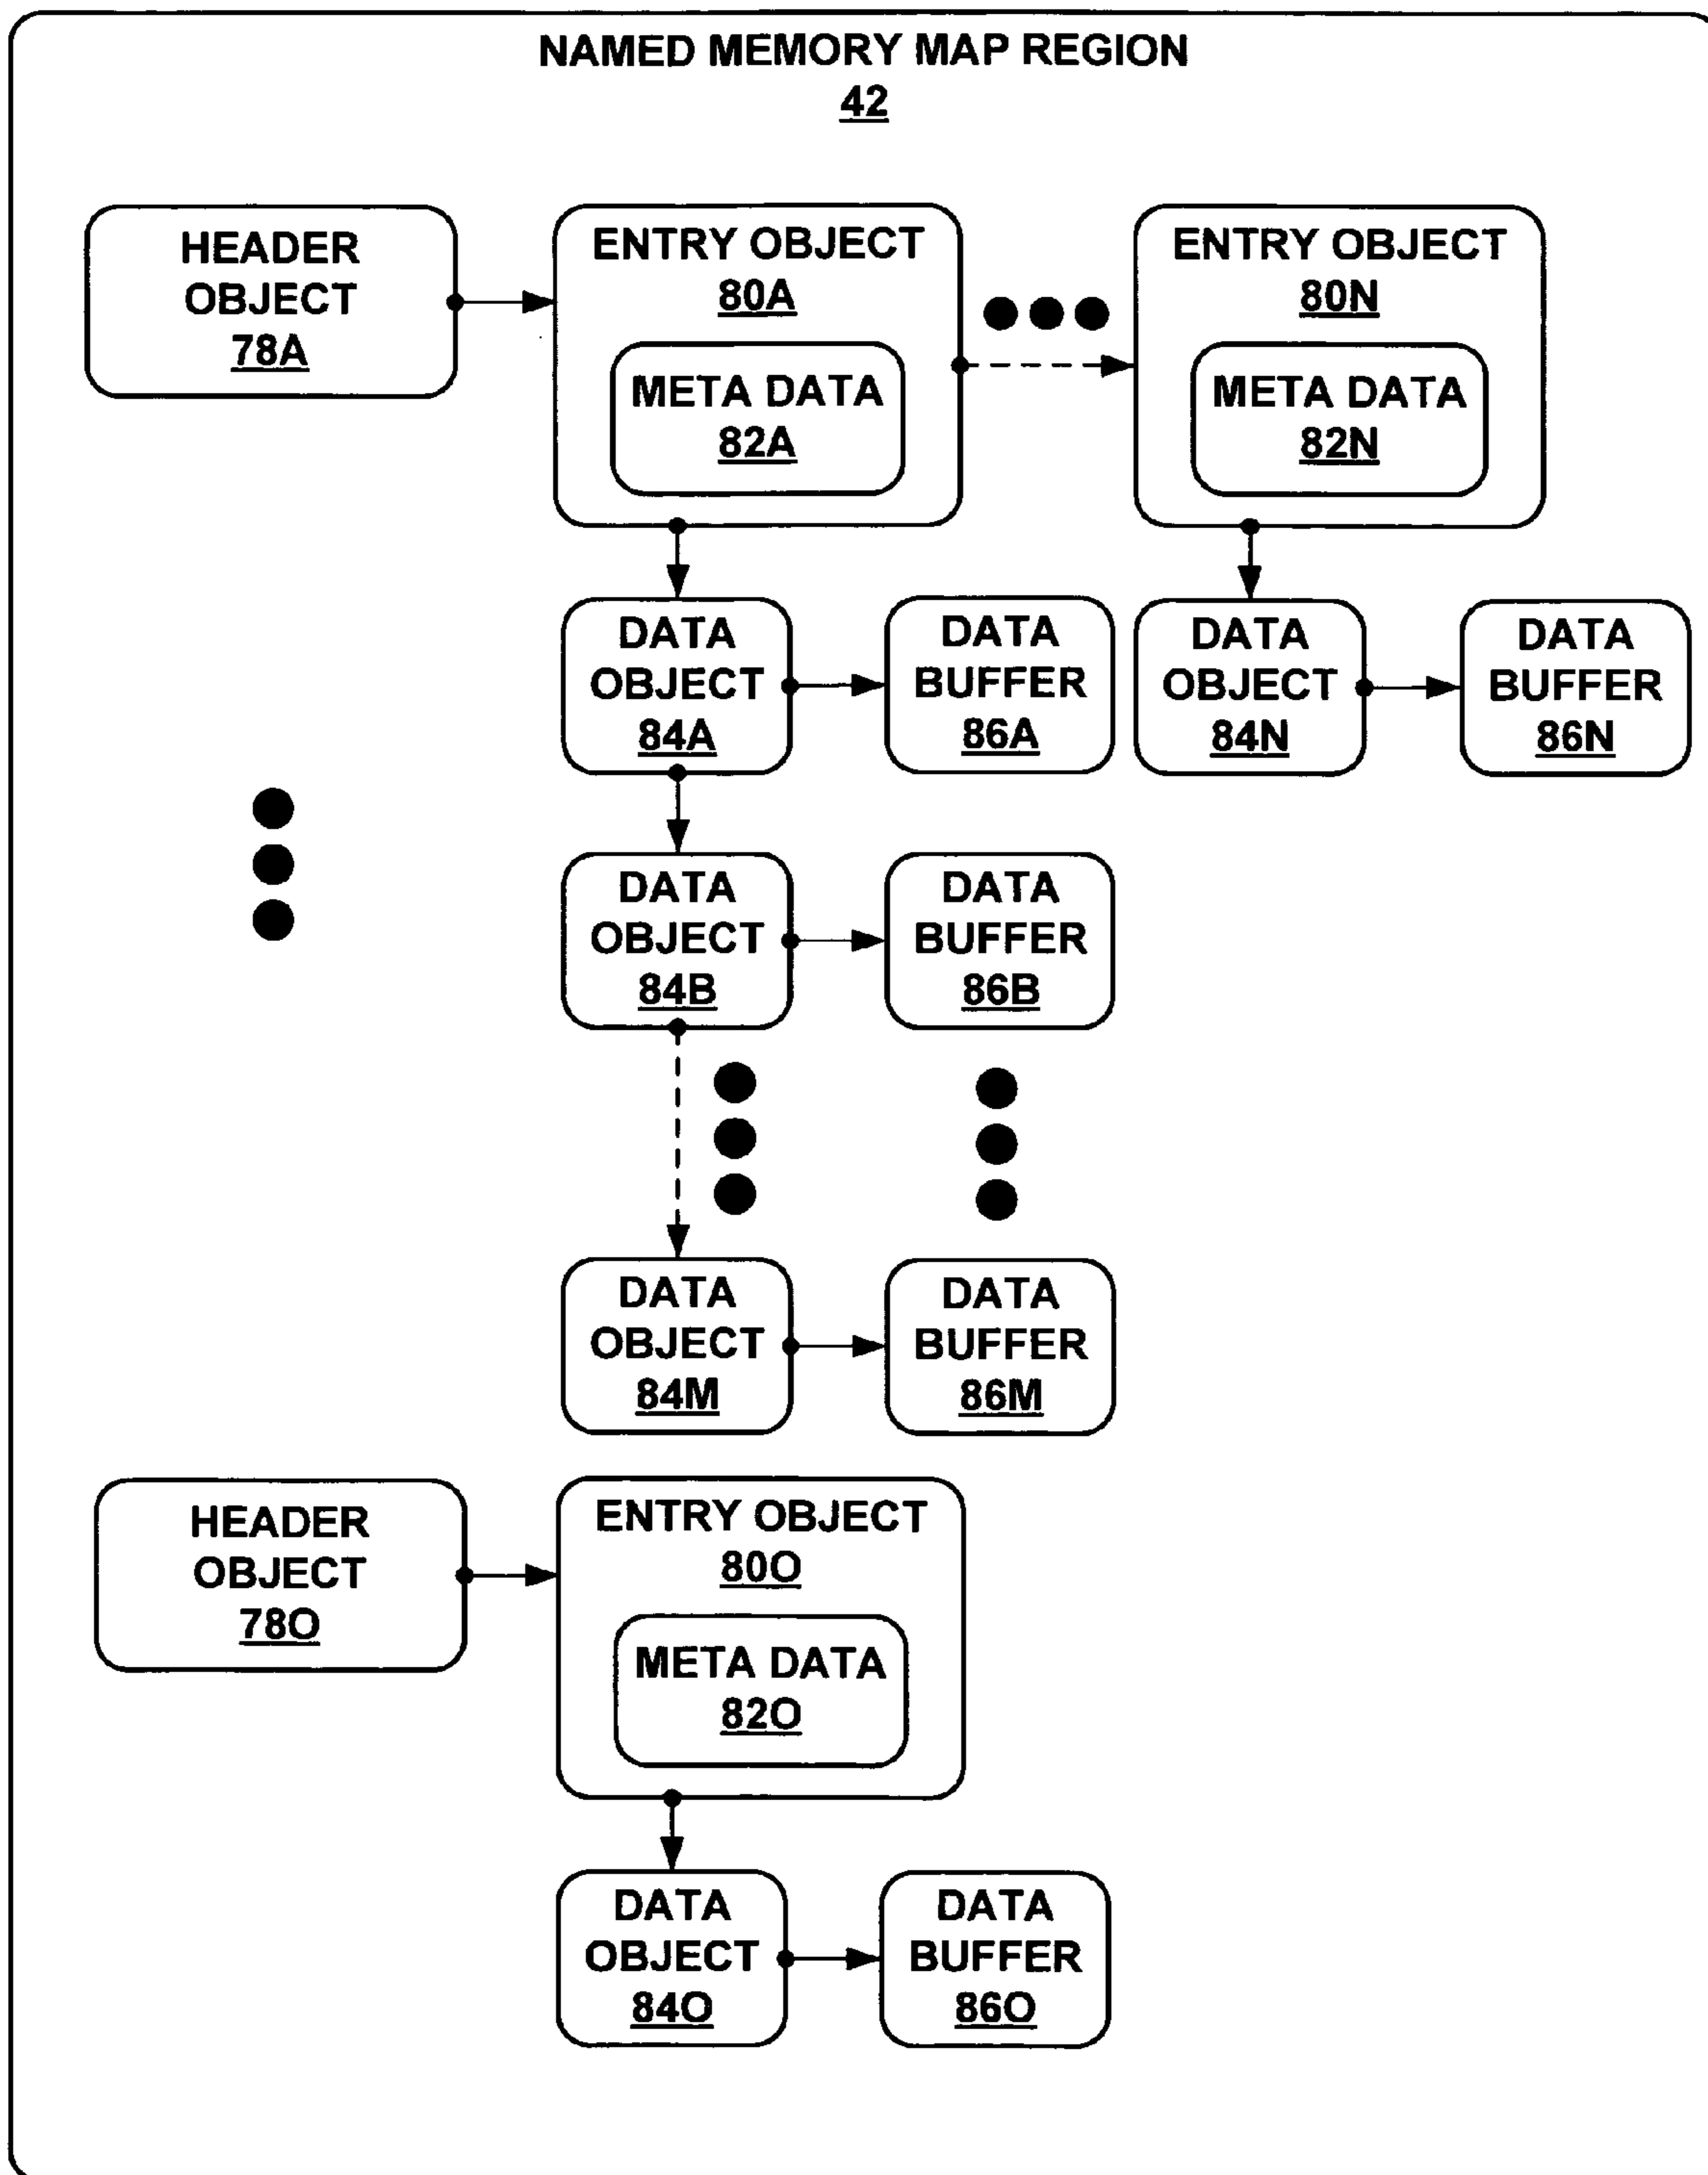 NAMED MEMORY MAP REGION
42
HEADER
OBJECT
78A
ENTRY OBJECT
80A
META DATA
82A
ENTRY OBJECT
80N
META DATA
82N
DATA
OBJECT
84A
DATA
BUFFER
86A
DATA
OBJECT
84N
DATA
BUFFER
86N
DATA
OBJECT
84B
DATA
BUFFER
86B
DATA
OBJECT
84M
DATA
BUFFER
86M
HEADER
OBJECT
78O
ENTRY OBJECT
80O
META DATA
82O
DATA
OBJECT
84O
DATA
BUFFER
86O